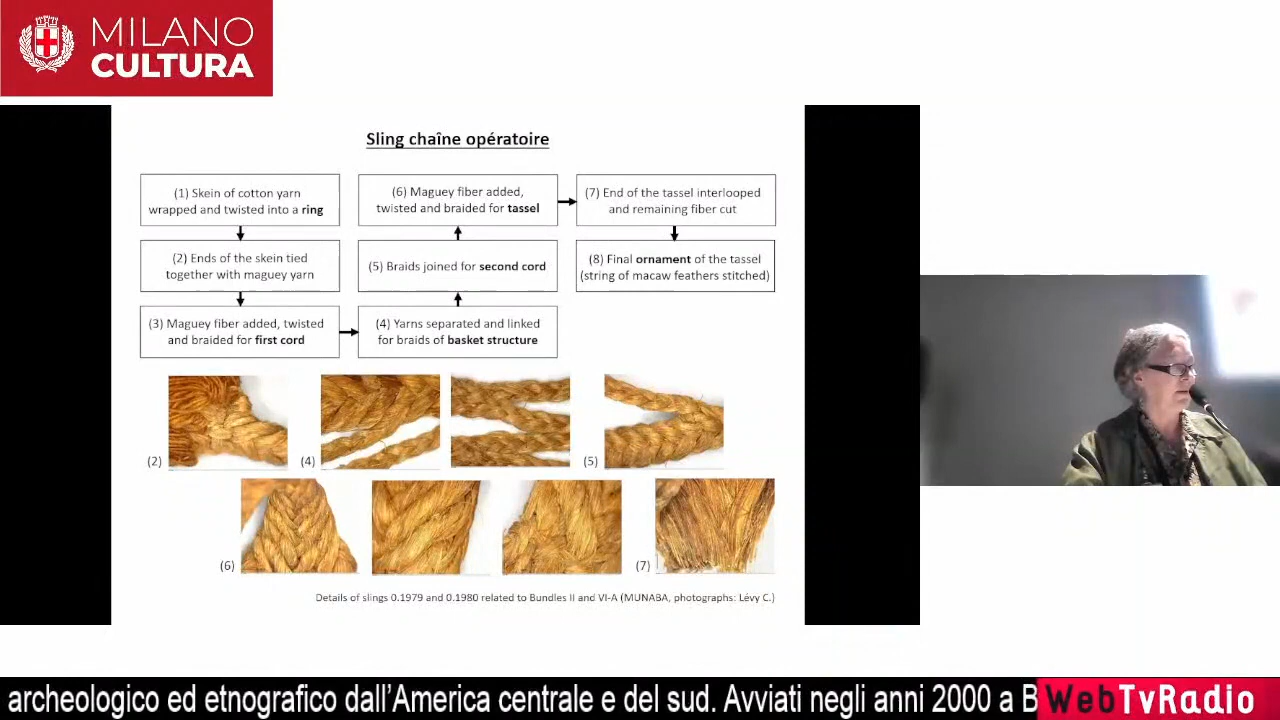 MILANO
CULTURA
Sling chaîne opératoire
(1) Skein of cotton yarn
wrapped and twisted into a ring
(2) Ends of the skein tied
together with maguey yarn
(3) Maguey fiber added, twisted
and braided for first cord
(4) Yarns separated and linked
for braids of basket structure
(5) Braids joined for second cord
(6) Maguey fiber added,
twisted and braided for tassel
(7) End of the tassel interlooped
and remaining fiber cut
(8) Final ornament of the tassel
(string of macaw feathers stitched)
(2)
(4)
(5)
(6)
(7)
Details of slings 0.1979 and 0.1980 related to Bundles II and VI-A (MUNABA, photographs: Lévy C.)
archeologico ed etnografico dall'America centrale e del sud. Avviati negli anni 2000 a B
WebTvRadio